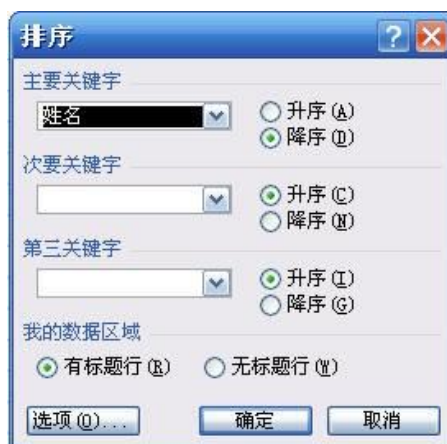 排序
主要关键字
姓名
升序(A)
降序(D)
次要关键字
升序(C)
降序(N)
第三关键字
升序(I)
降序(G)
我的数据区域
有标题行(R) 无标题行(W)
选项(O)... 确定 取消